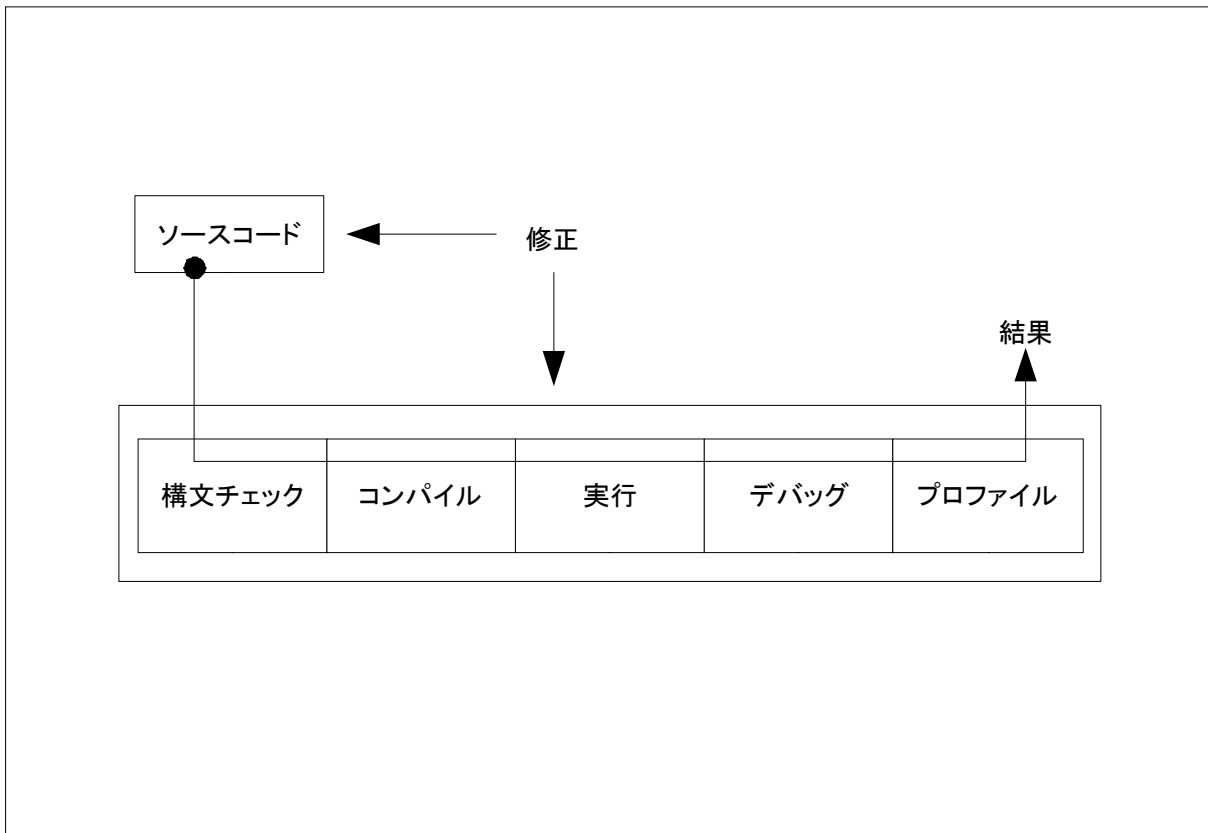 ソースコード
修正
結果
構文チェック
コンパイル
実行
デバッグ
プロファイル